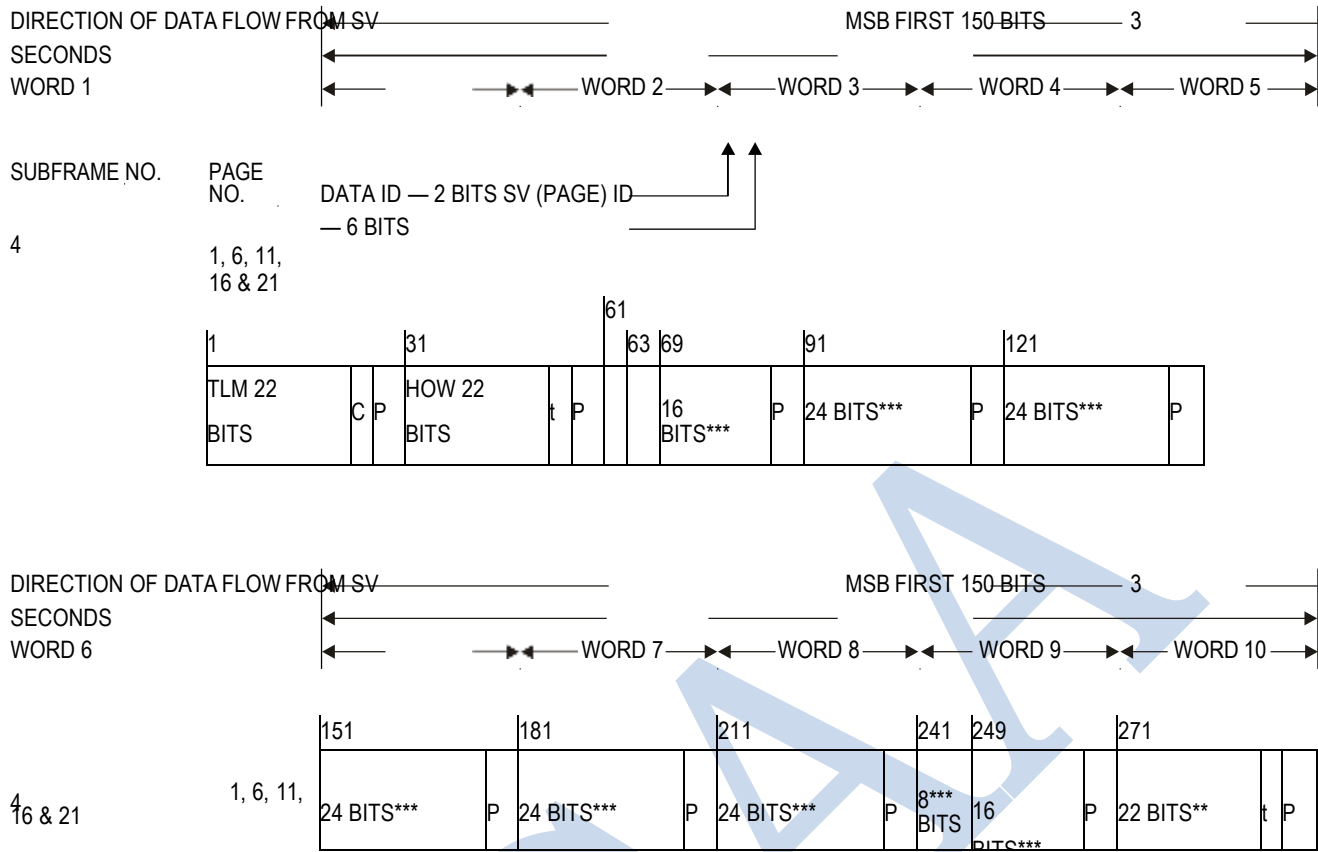 DIRECTION OF DATA FLOW FROM SV MSB FIRST 150 BITS 3
SECONDS
WORD 1 WORD 2 WORD 3 WORD 4 WORD 5
SUBFRAME NO. PAGE
NO.
DATA ID — 2 BITS SV (PAGE) ID
— 6 BITS
4
1, 6, 11,
16 & 21
61
1 31 63 69 91 121
TLM 22
BITS
C P
HOW 22
BITS
t P
16
BITS***
P 24 BITS*** P 24 BITS*** P
DIRECTION OF DATA FLOW FROM SV MSB FIRST 150 BITS 3
SECONDS
WORD 6 WORD 7 WORD 8 WORD 9 WORD 10
151 181 211 241 249 271
4 1, 6, 11,
16 & 21
24 BITS*** P 24 BITS*** P 24 BITS*** P
8***
BITS
16
BITS***
P 22 BITS** t P
AA